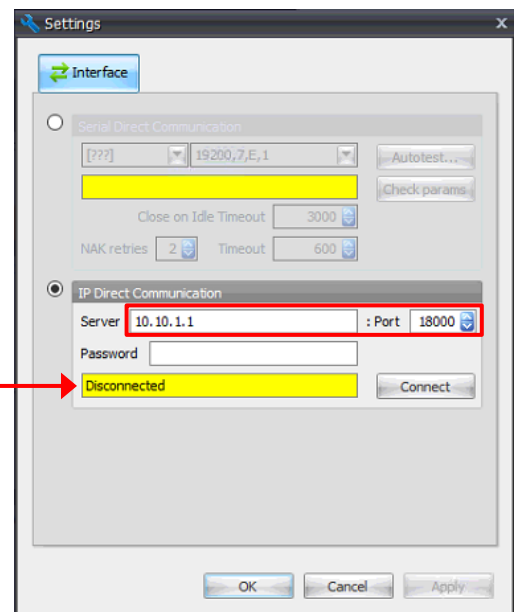 Settings x
Interface
Serial Direct Communication
[???] 19200,7,E,1 Autotest...
Check params
Close on Idle Timeout 3000
NAK retries 2 Timeout 600
IP Direct Communication
Server 10.10.1.1 : Port 18000
Password
Disconnected Connect
OK Cancel Apply